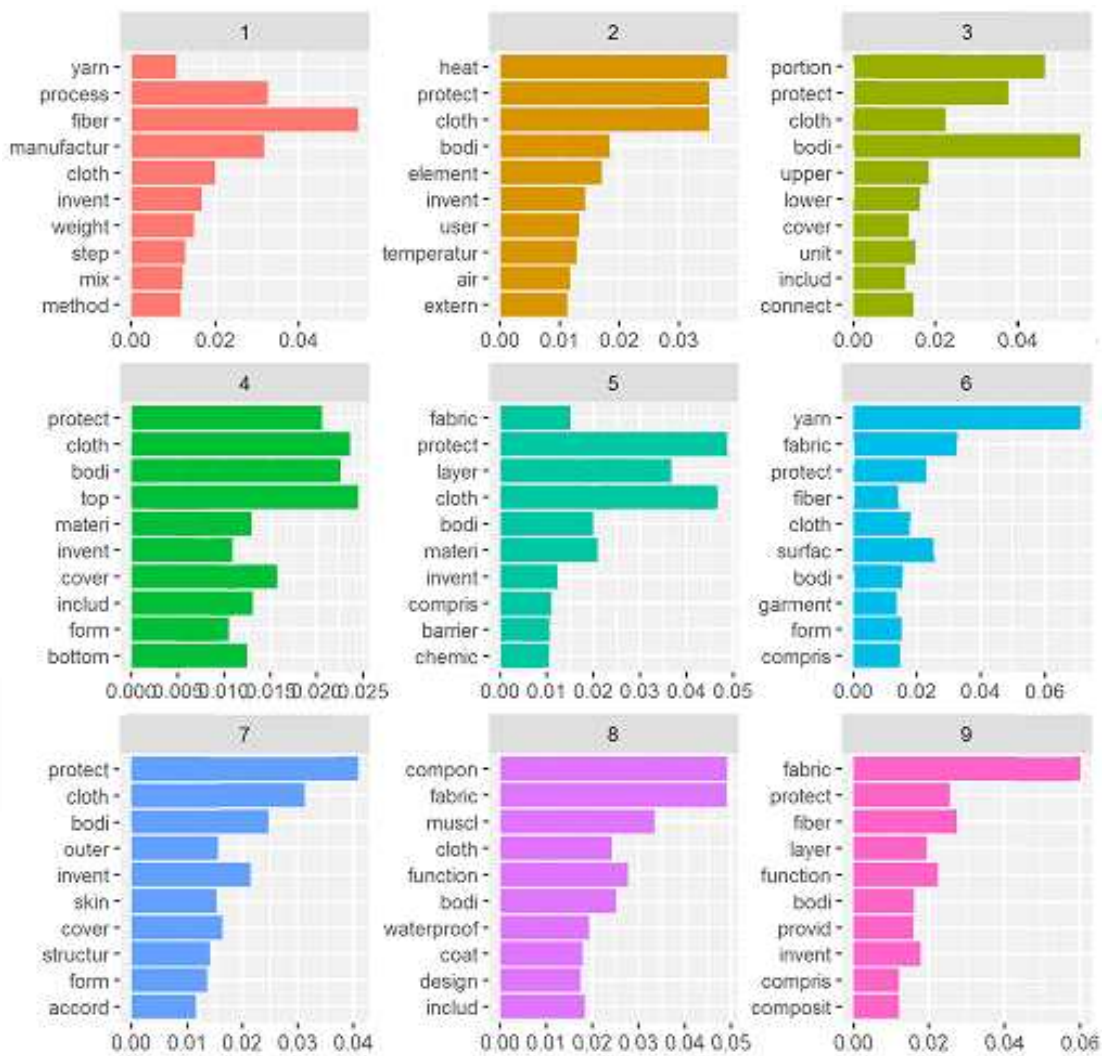 1
yarn
process
fiber
manufactur
cloth
invent
weight
step
mix
method
0.00 0.02 0.04
2
heat
protect
cloth
bodi
element
invent
user
temperatur
air
extern
0.00 0.01 0.02 0.03
3
portion
protect
cloth
bodi
upper
lower
cover
unit
includ
connect
0.00 0.02 0.04
4
protect
cloth
bodi
top
materi
invent
cover
includ
form
bottom
0.000 0.005 0.010 0.015 0.020 0.025
5
fabric
protect
layer
cloth
bodi
materi
invent
compris
barrier
chemic
0.00 0.01 0.02 0.03 0.04 0.05
6
yarn
fabric
protect
fiber
cloth
surfac
bodi
garment
form
compris
0.00 0.02 0.04 0.06
7
protect
cloth
bodi
outer
invent
skin
cover
structur
form
accord
0.00 0.01 0.02 0.03 0.04
8
compon
fabric
muscl
cloth
function
bodi
waterproof
coat
design
includ
0.00 0.01 0.02 0.03 0.04 0.05
9
fabric
protect
fiber
layer
function
bodi
provid
invent
compris
composit
0.00 0.02 0.04 0.06